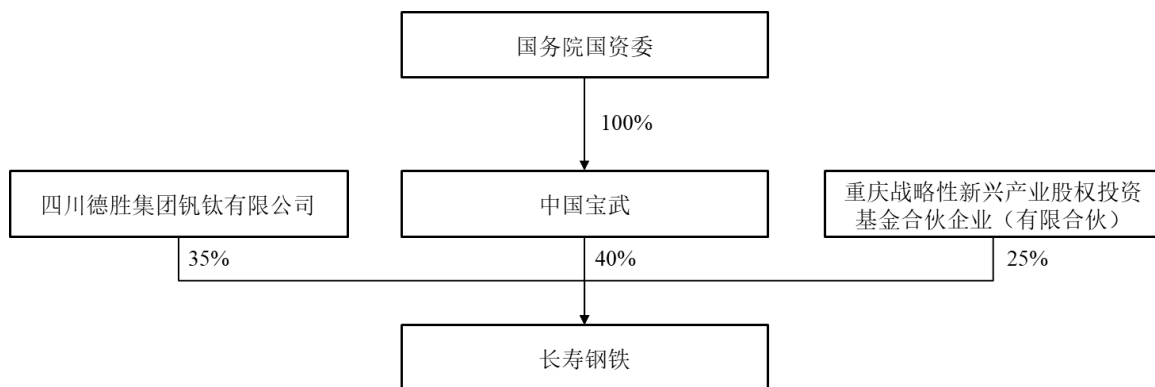 国务院国资委
100%
四川德胜集团钒钛有限公司
中国宝武
重庆战略性新兴产业股权投资
基金合伙企业（有限合伙）
35%
40%
25%
长寿钢铁